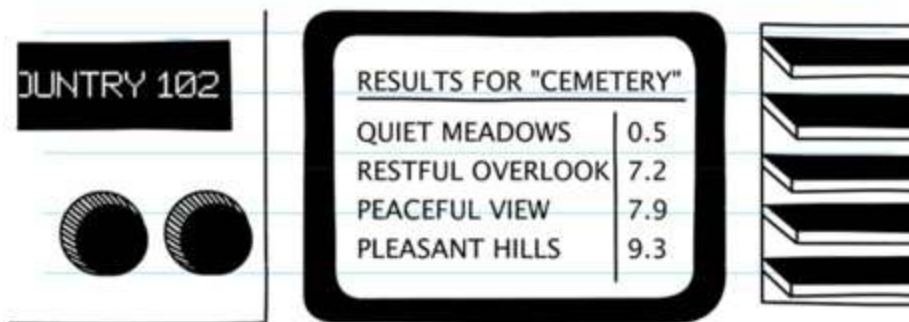 OUNTRY 102
RESULTS FOR "CEMETERY"
QUIET MEADOWS 0.5
RESTFUL OVERLOOK 7.2
PEACEFUL VIEW 7.9
PLEASANT HILLS 9.3